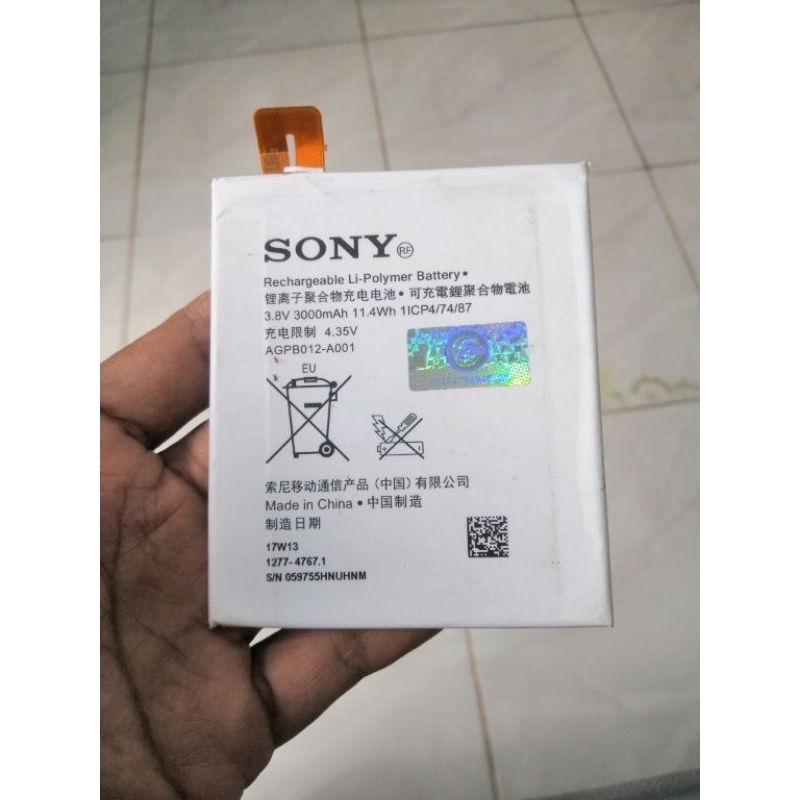 SONY RF
Rechargeable Li-Polymer Battery•
锂离子聚合物充电电池•可充電鋰聚合物電池
3.8V 3000mAh 11.4Wh 1ICP4/74/87
充电限制 4.35V
AGPB012-A001
EU
索尼移动通信产品（中国）有限公司
Made in China • 中国制造
制造日期
17W13
1277-4767.1
S/N 059755HNUHNM